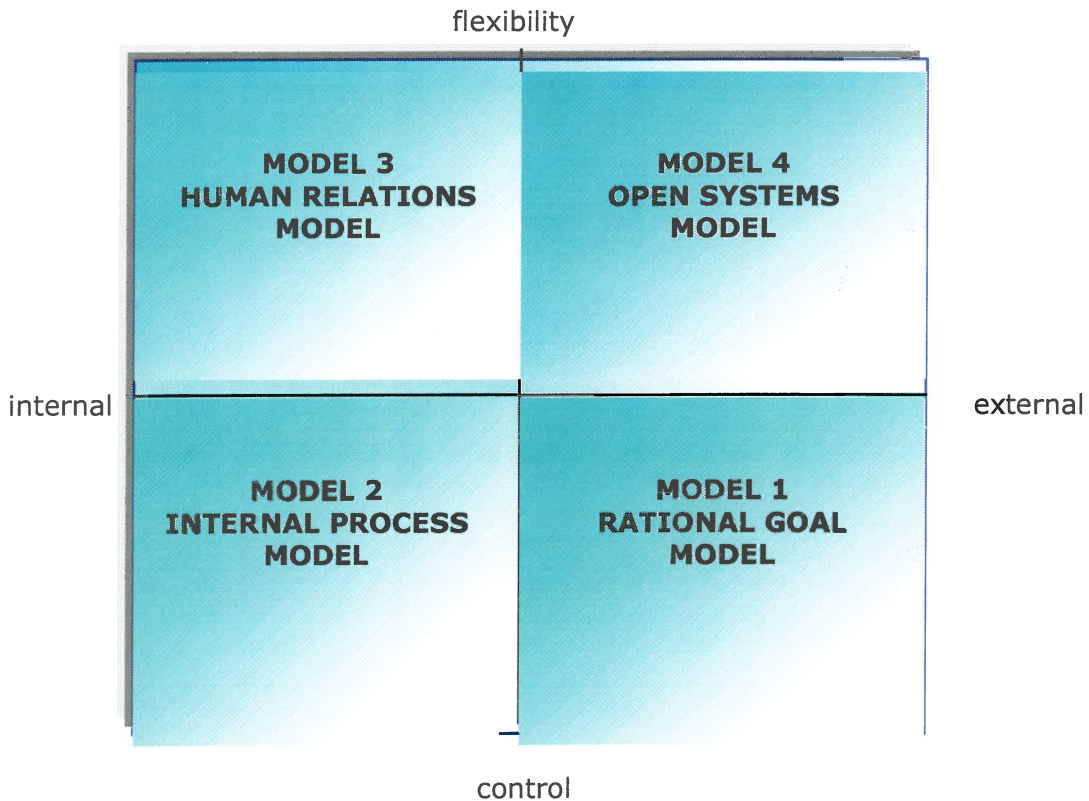 flexibility
MODEL 3
HUMAN RELATIONS
MODEL
MODEL 4
OPEN SYSTEMS
MODEL
internal
external
MODEL 2
INTERNAL PROCESS
MODEL
MODEL 1
RATIONAL GOAL
MODEL
control